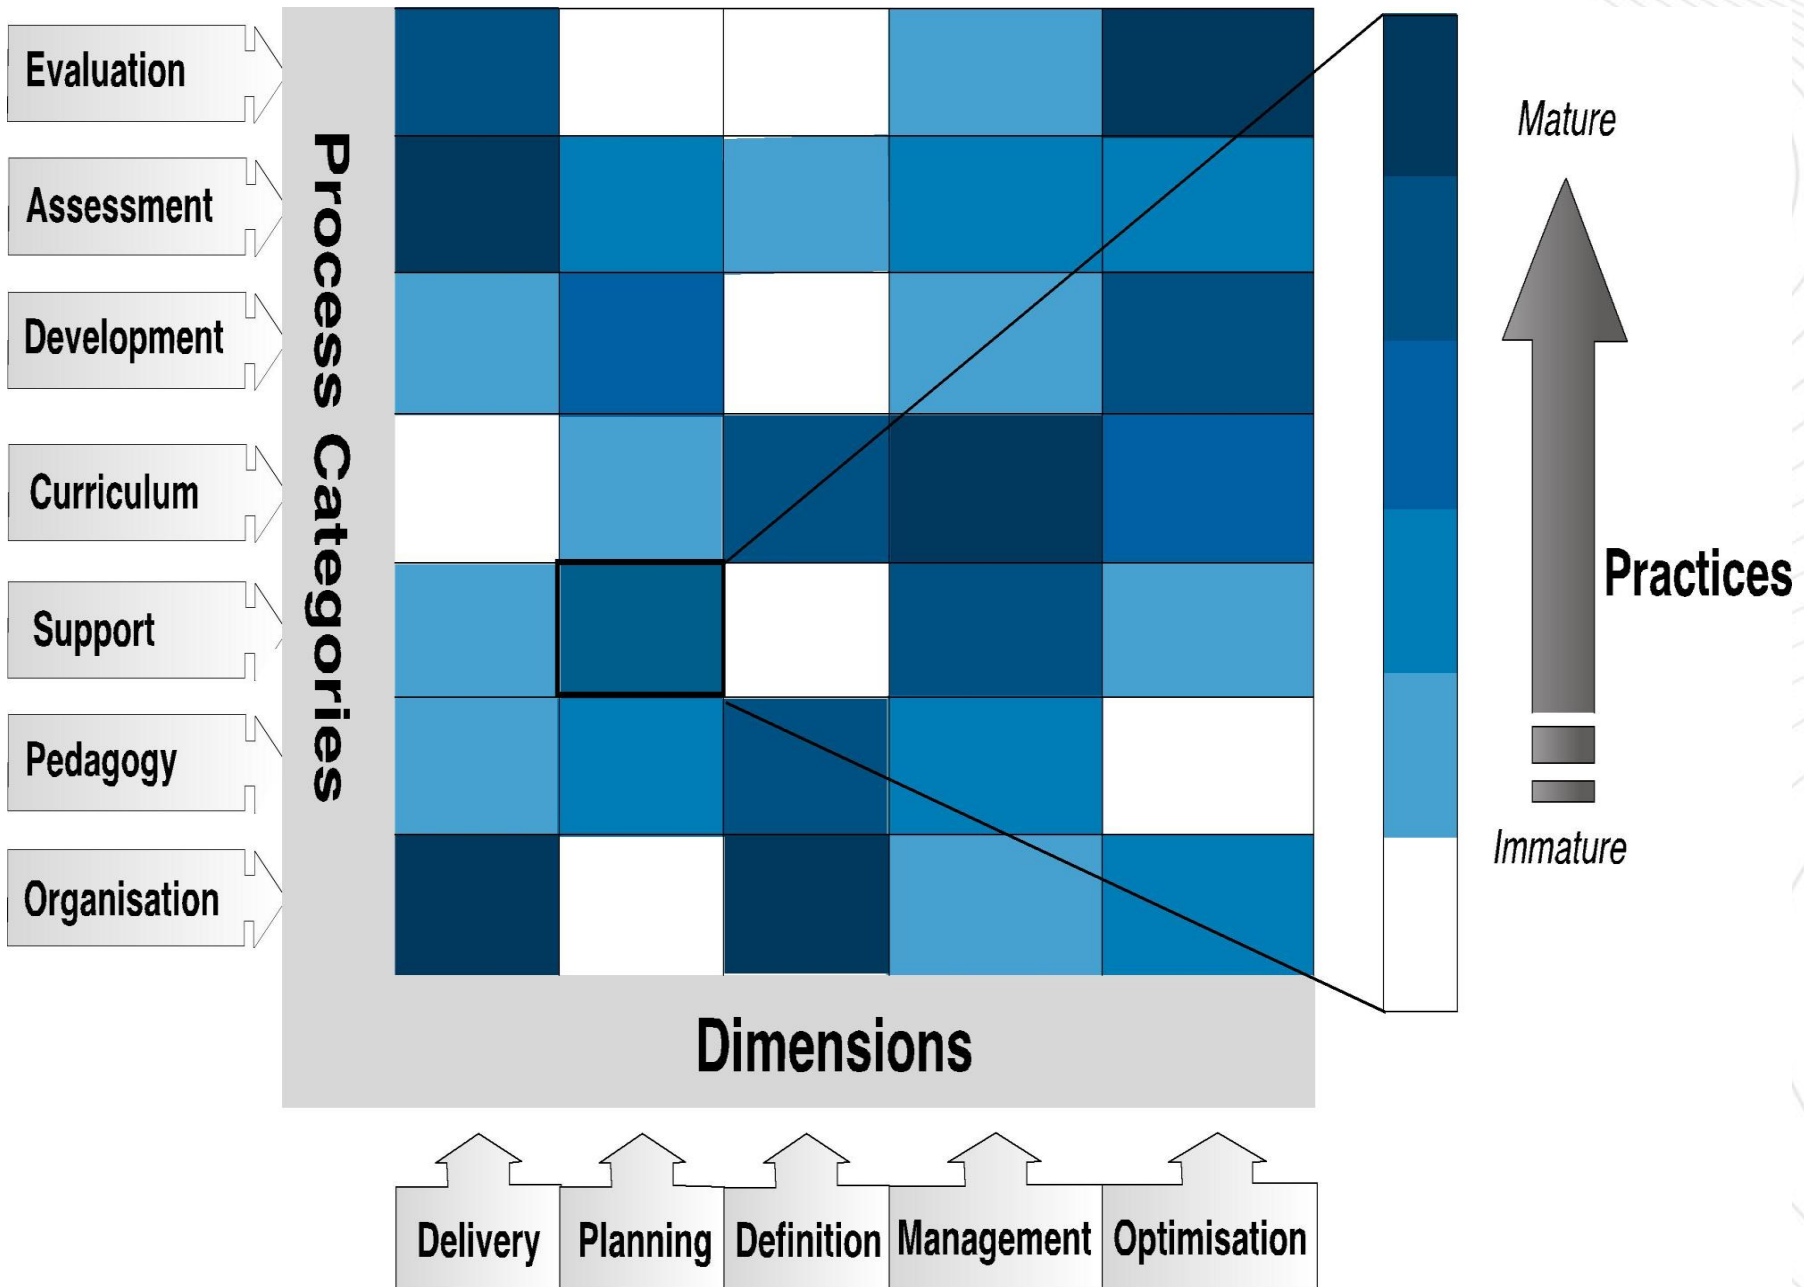 Evaluation
Assessment
Development
Curriculum
Support
Pedagogy
Organisation
Process Categories
Dimensions
Delivery
Planning
Definition
Management
Optimisation
Mature
Practices
Immature